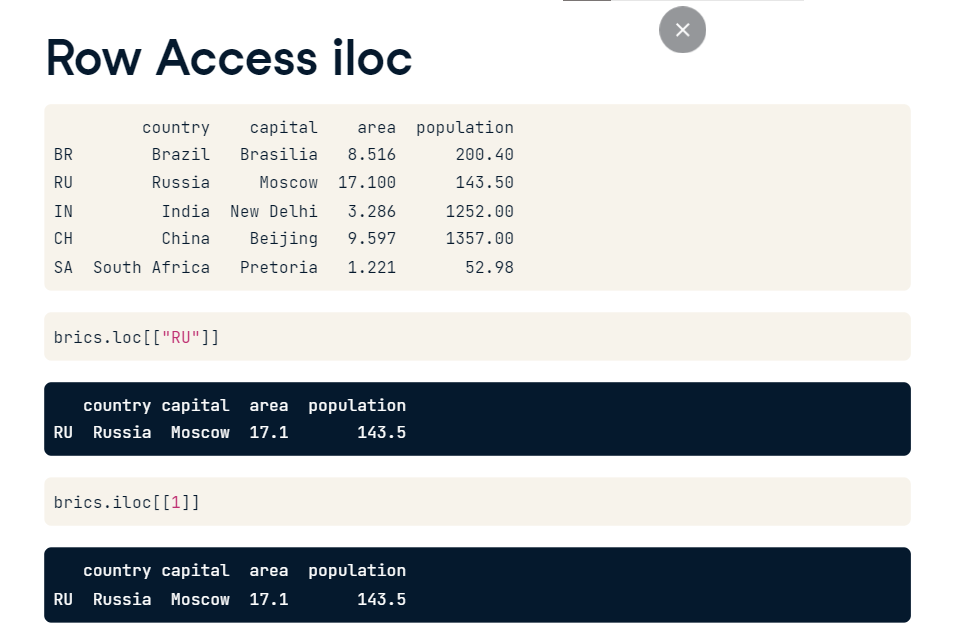 Row Access iloc
country capital area population
BR Brazil Brasilia 8.516 200.40
RU Russia Moscow 17.100 143.50
IN India New Delhi 3.286 1252.00
CH China Beijing 9.597 1357.00
SA South Africa Pretoria 1.221 52.98
brics.loc[["RU"]]
country capital area population
RU Russia Moscow 17.1 143.5
brics.iloc[[1]]
country capital area population
RU Russia Moscow 17.1 143.5